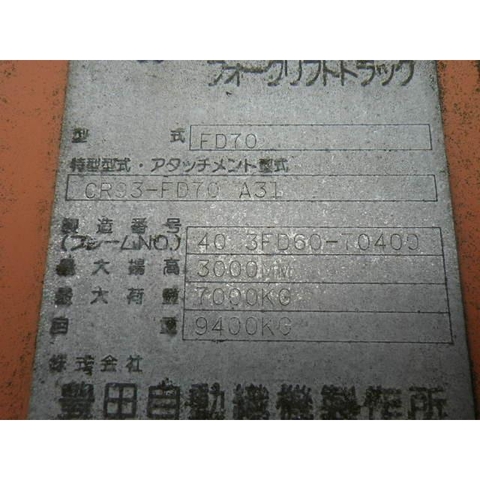 フォークリフトトラック
型 式 FD70
特型型式・アタッチメント型式
CR93-FD70 A31
製造番号
(フレームNO.) 40 3FD60-70400
最大揚高 3000MM
最大荷重 7000KG
自 重 9400KG
株式会社
豊田自動織機製作所